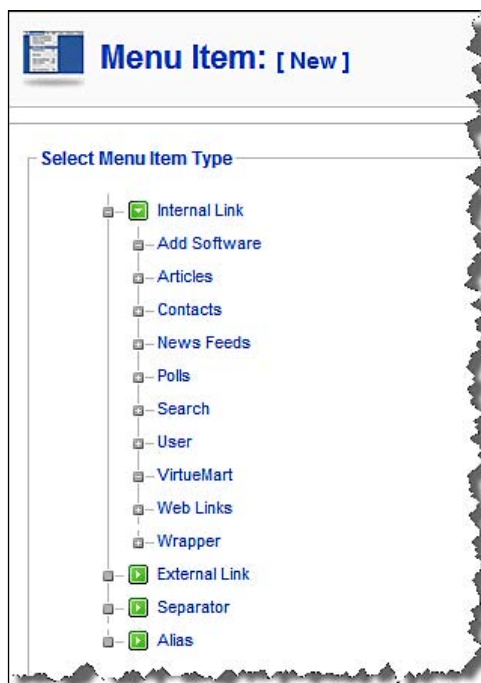 Menu Item: [ New ]
Select Menu Item Type
Internal Link
Add Software
Articles
Contacts
News Feeds
Polls
Search
User
VirtueMart
Web Links
Wrapper
External Link
Separator
Alias